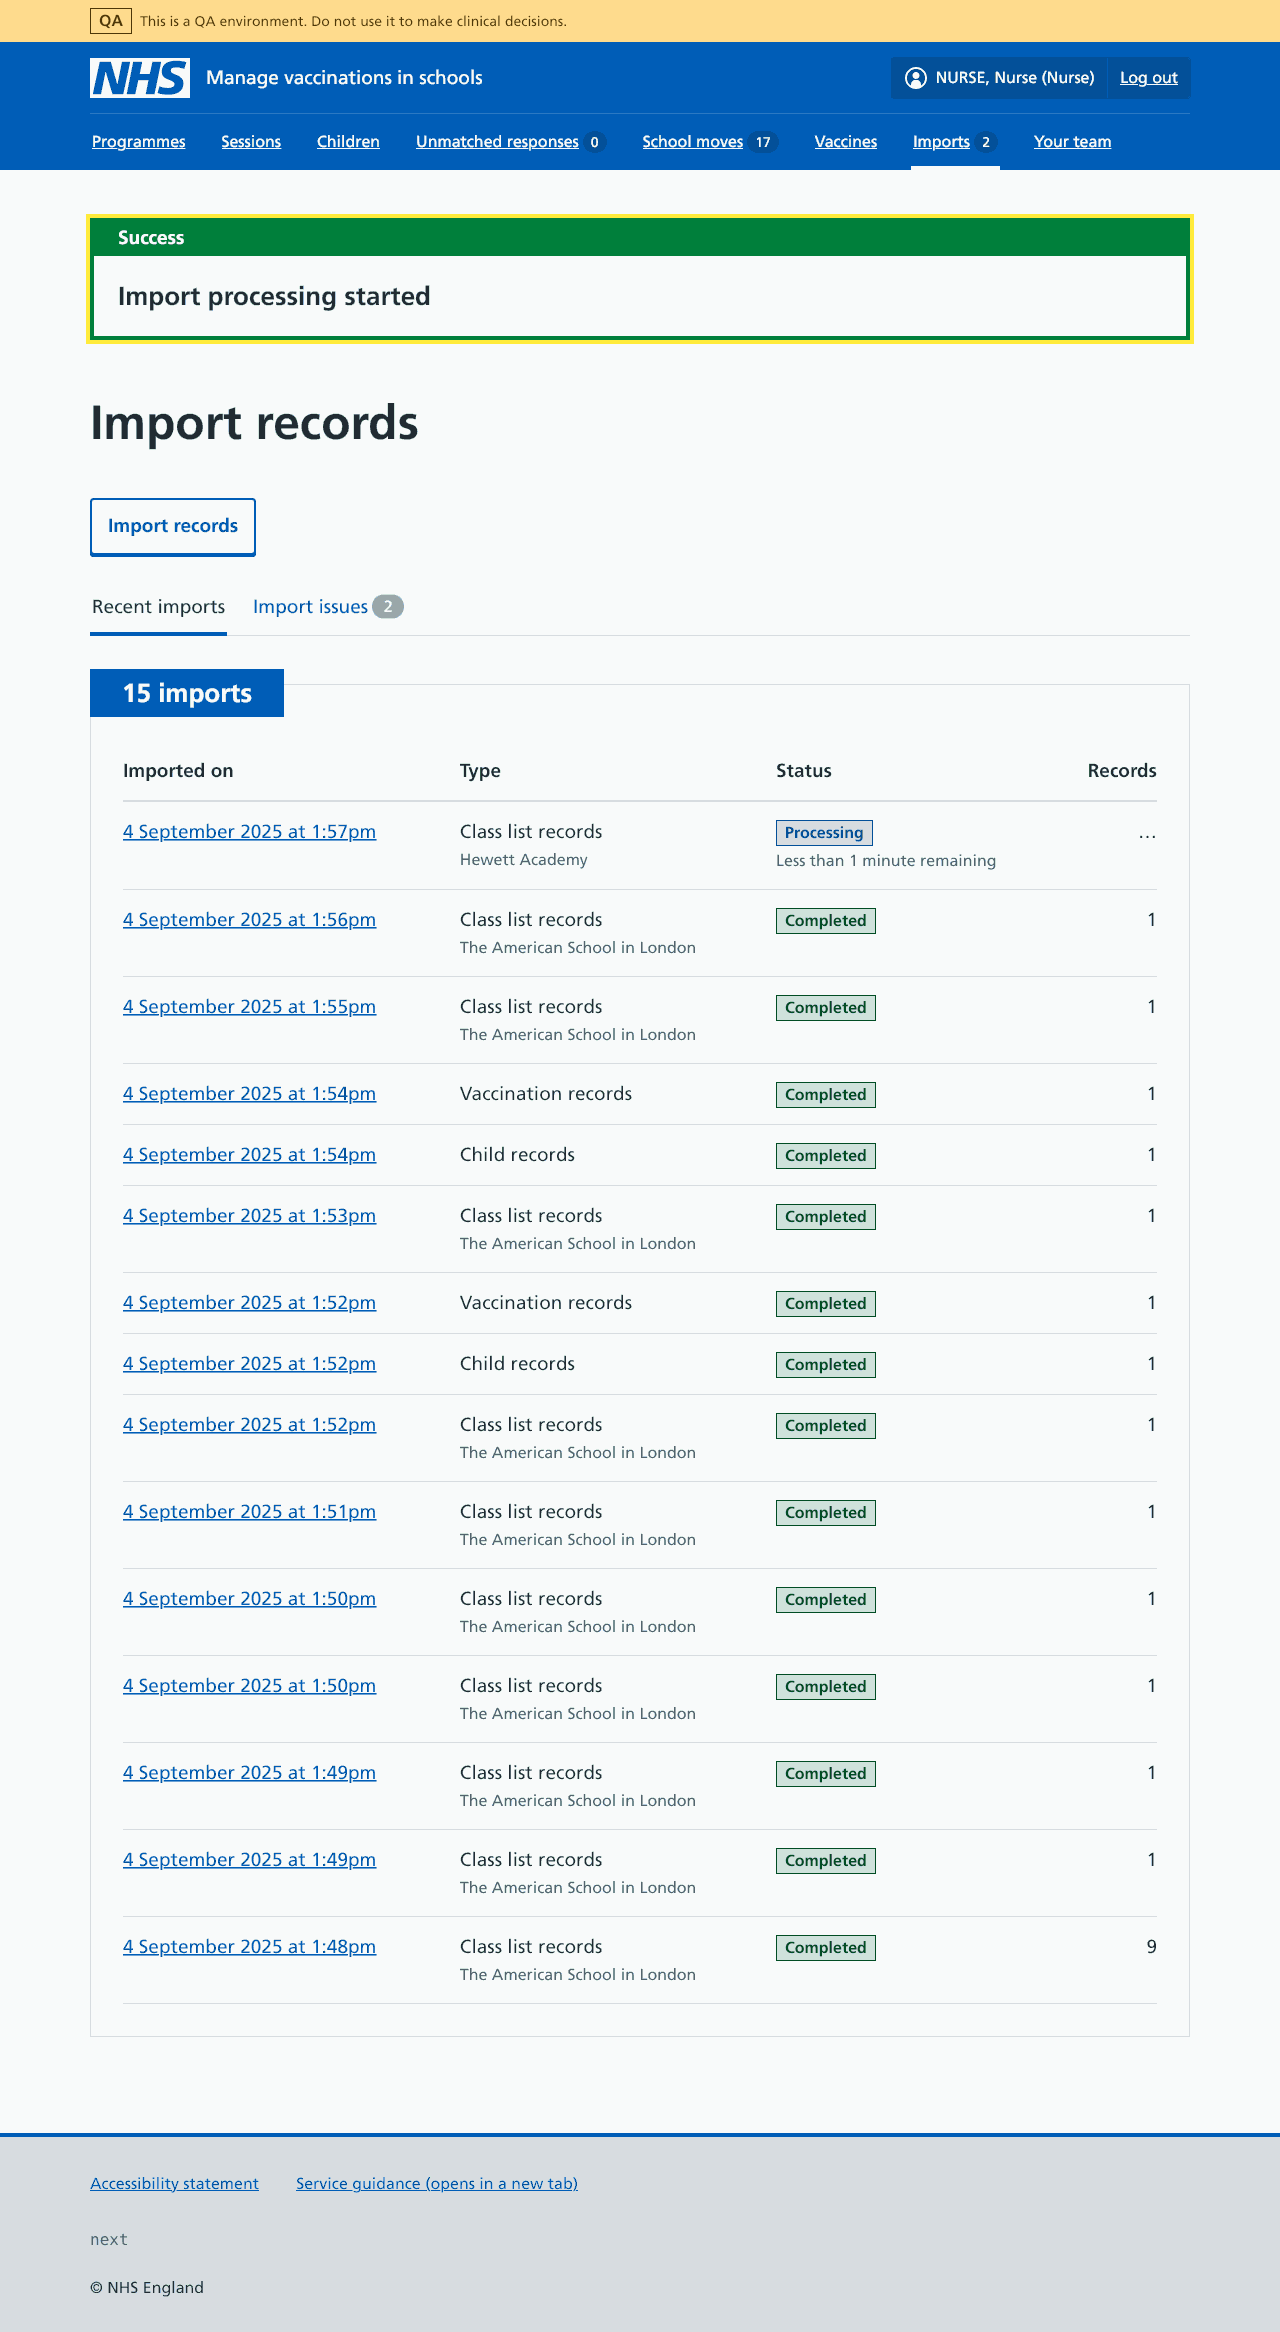 QA This is a QA environment. Do not use it to make clinical decisions.
NHS Manage vaccinations in schools NURSE, Nurse (Nurse) Log out
Programmes Sessions Children Unmatched responses 0 School moves 17 Vaccines Imports 2 Your team
Success
Import processing started
Import records
Import records
Recent imports Import issues 2
15 imports
Imported on Type Status Records
4 September 2025 at 1:57pm Class list records Processing ...
Hewett Academy Less than 1 minute remaining
4 September 2025 at 1:56pm Class list records Completed 1
The American School in London
4 September 2025 at 1:55pm Class list records Completed 1
The American School in London
4 September 2025 at 1:54pm Vaccination records Completed 1
4 September 2025 at 1:54pm Child records Completed 1
4 September 2025 at 1:53pm Class list records Completed 1
The American School in London
4 September 2025 at 1:52pm Vaccination records Completed 1
4 September 2025 at 1:52pm Child records Completed 1
4 September 2025 at 1:52pm Class list records Completed 1
The American School in London
4 September 2025 at 1:51pm Class list records Completed 1
The American School in London
4 September 2025 at 1:50pm Class list records Completed 1
The American School in London
4 September 2025 at 1:50pm Class list records Completed 1
The American School in London
4 September 2025 at 1:49pm Class list records Completed 1
The American School in London
4 September 2025 at 1:49pm Class list records Completed 1
The American School in London
4 September 2025 at 1:48pm Class list records Completed 9
The American School in London
Accessibility statement Service guidance (opens in a new tab)
next
© NHS England